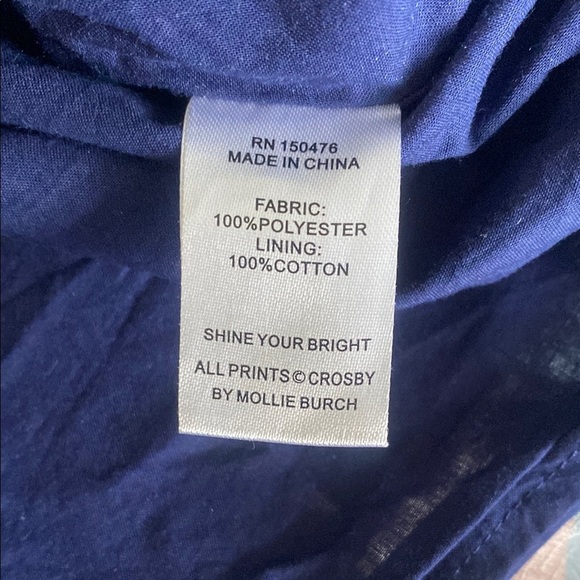 RN 150476
MADE IN CHINA
FABRIC:
100%POLYESTER
LINING:
100%COTTON
SHINE YOUR BRIGHT
ALL PRINTS © CROSBY
BY MOLLIE BURCH